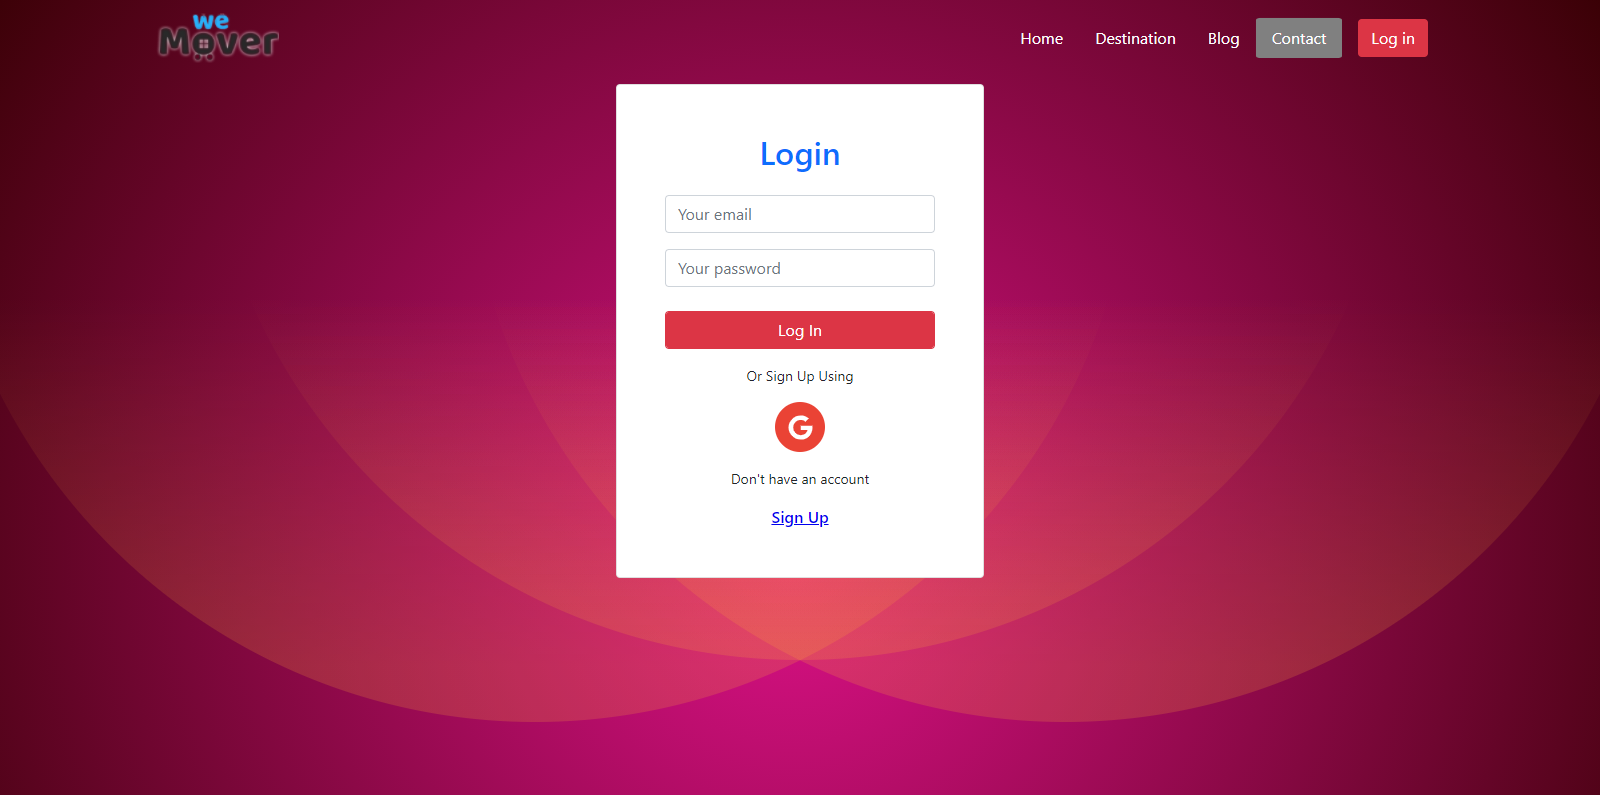 we
Mover
Home Destination Blog Contact Log in
Login
Your email
Your password
Log In
Or Sign Up Using
G
Don't have an account
Sign Up